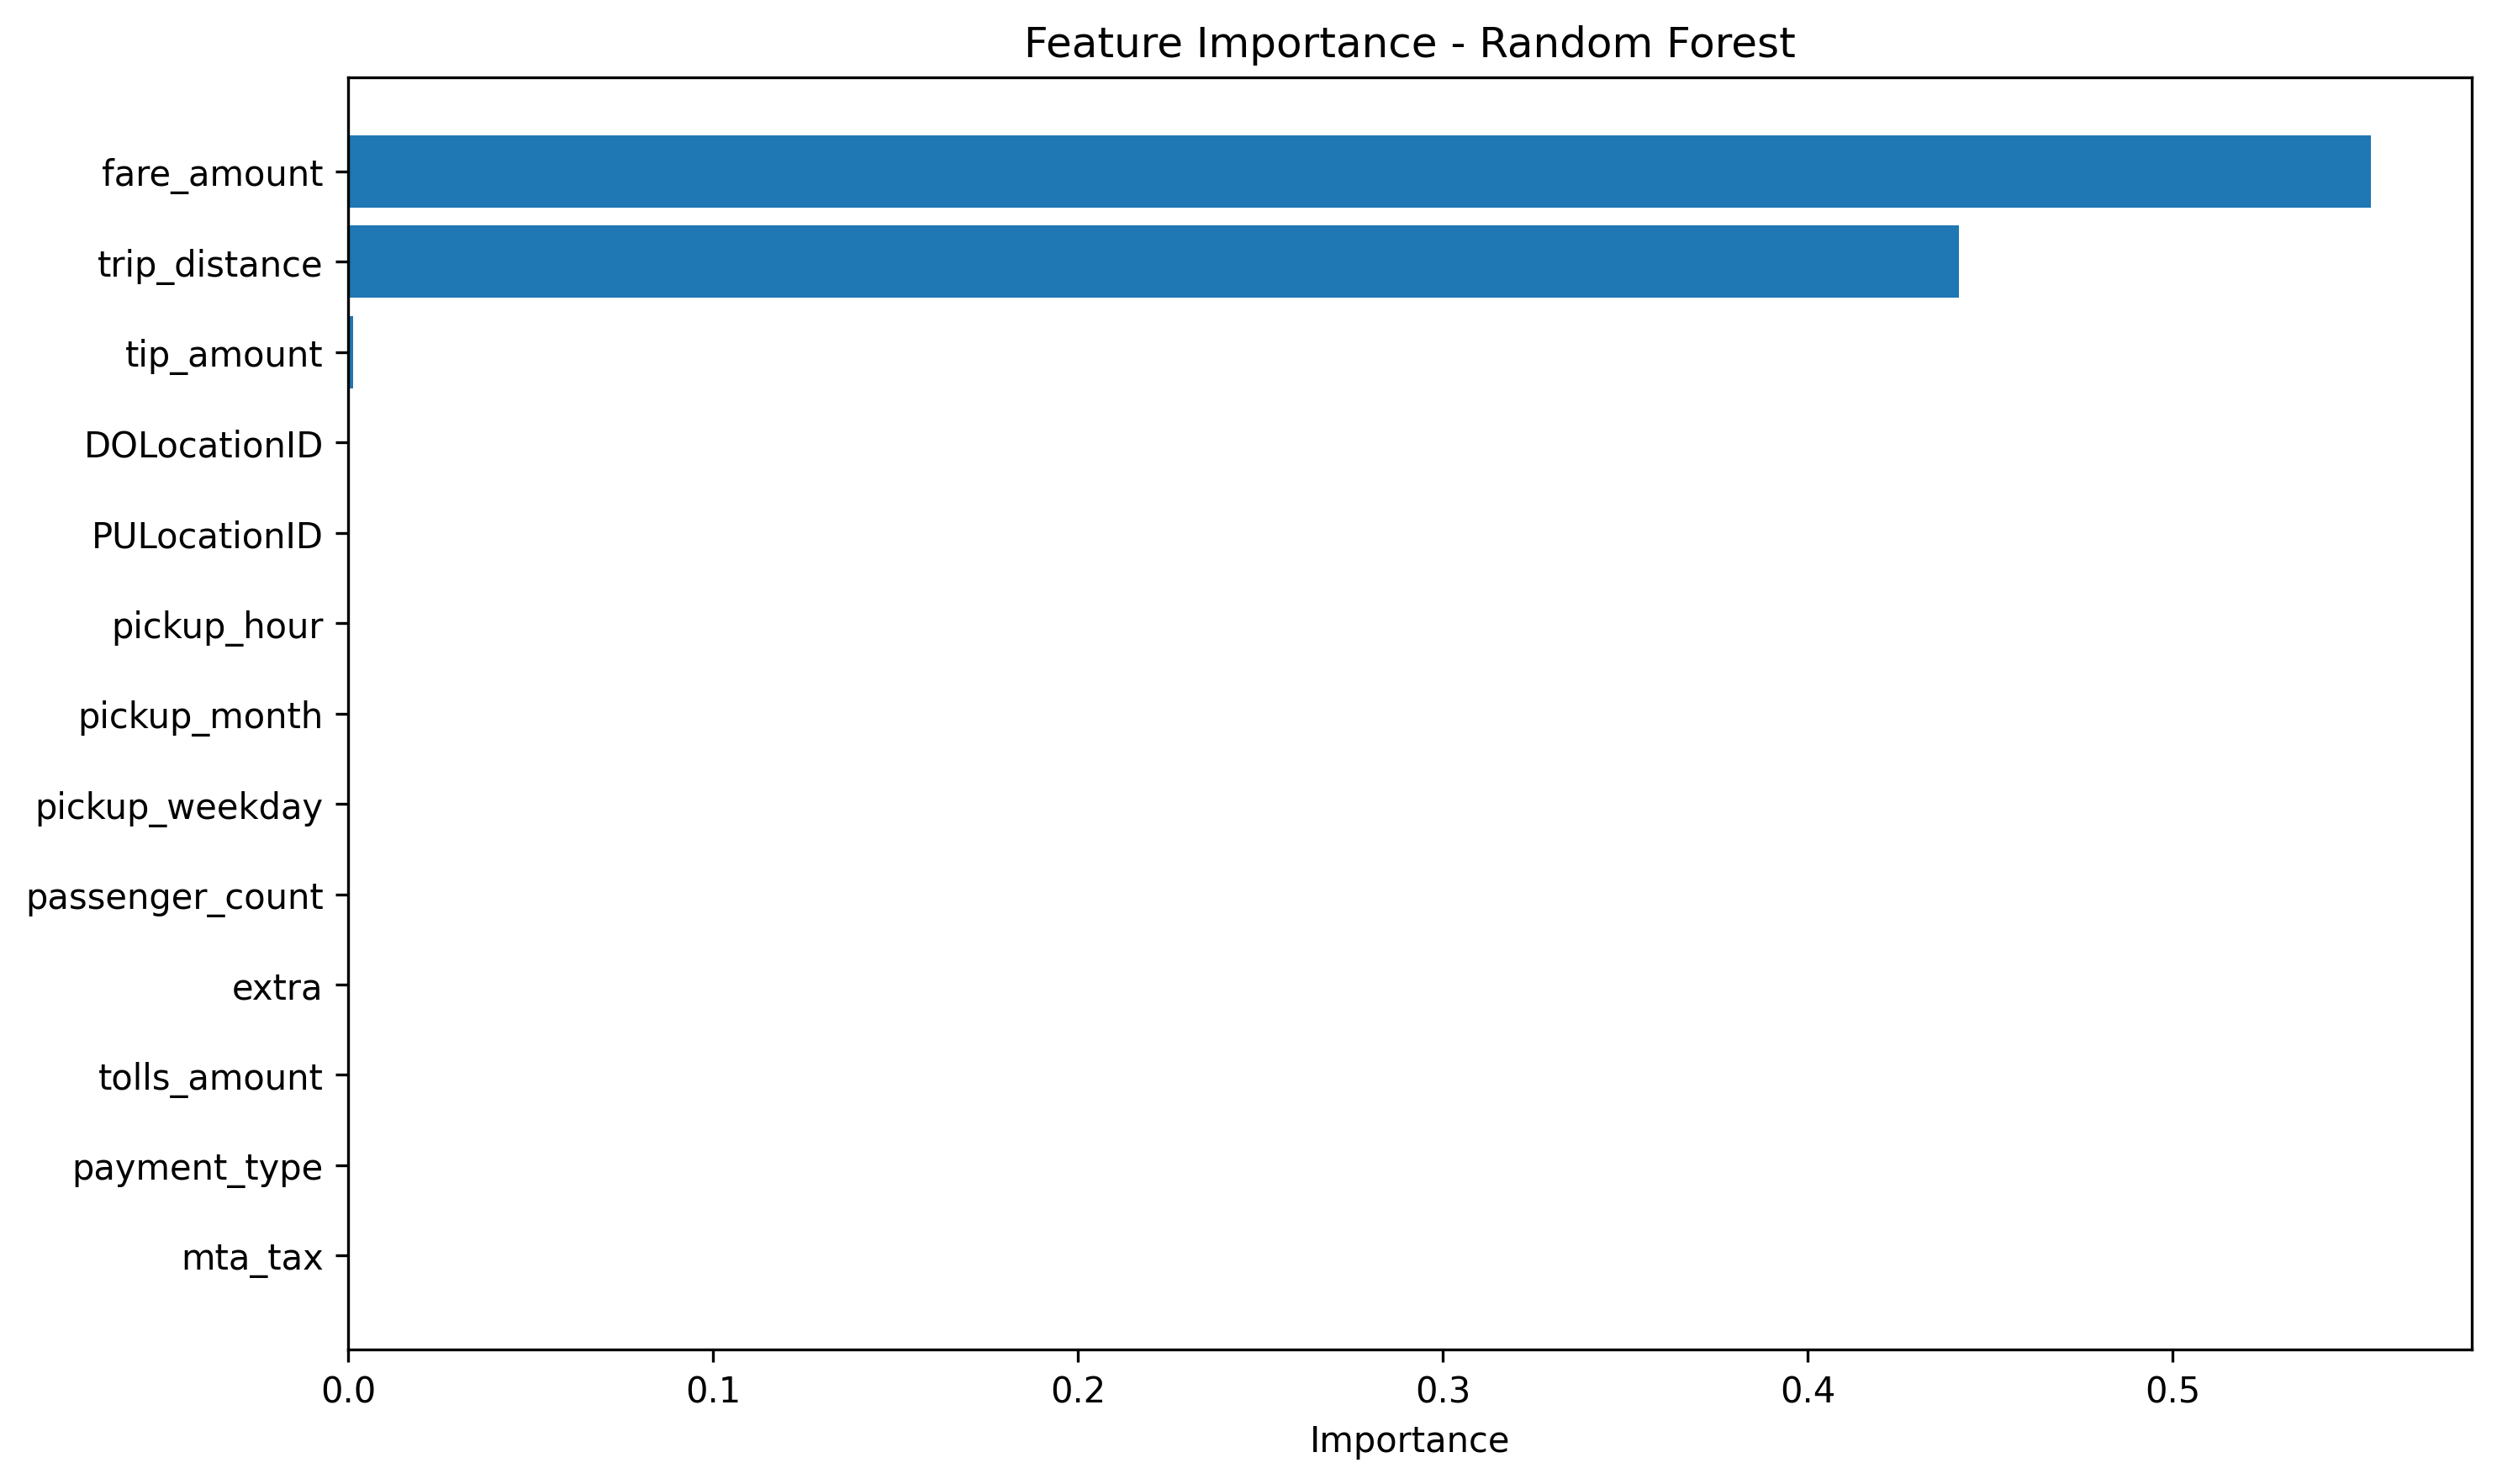 Feature Importance - Random Forest
fare_amount
trip_distance
tip_amount
DOLocationID
PULocationID
pickup_hour
pickup_month
pickup_weekday
passenger_count
extra
tolls_amount
payment_type
mta_tax
0.0 0.1 0.2 0.3 0.4 0.5
Importance